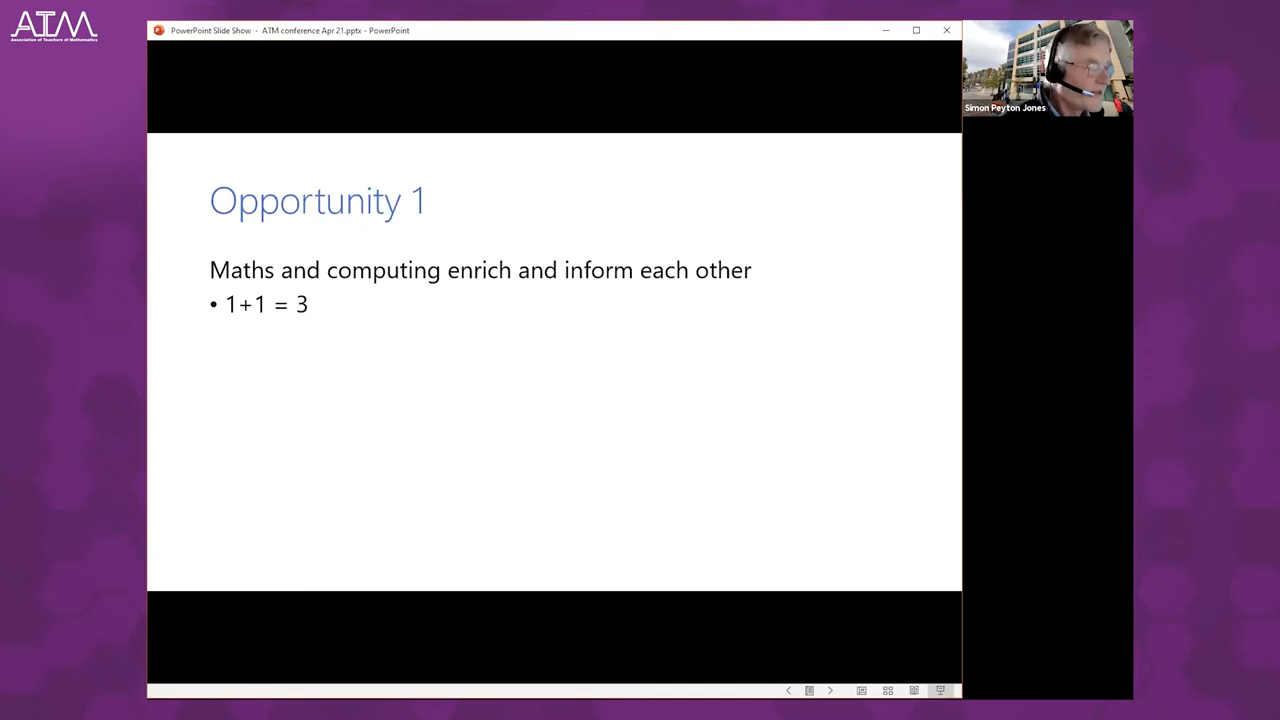 ATM
Association of Teachers of Mathematics
PowerPoint Slide Show - ATM conference Apr 21.pptx - PowerPoint
Simon Peyton Jones
Opportunity 1
Maths and computing enrich and inform each other
• 1+1 = 3